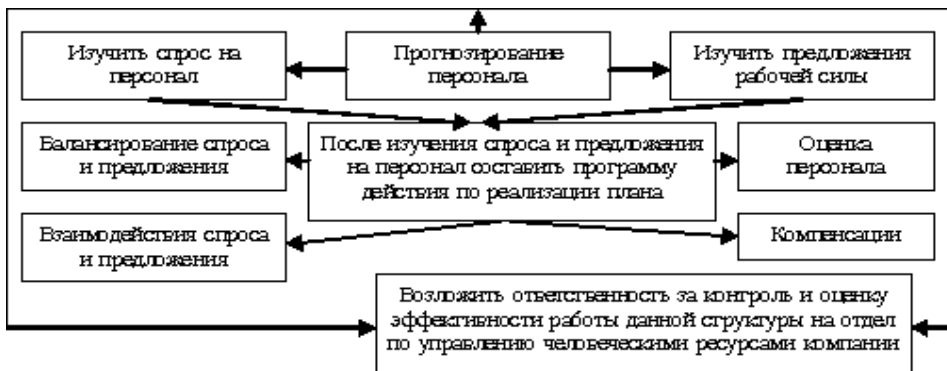 Изучить спрос на
персонал
Прогнозирование
персонала
Изучить предложения
рабочей силы
Балансирование спроса
и предложения
После изучения спроса и предложения
на персонал составить программу
действия по реализации плана
Оценка
персонала
Взаимодействия спроса
и предложения
Компенсации
Возложить ответственность за контроль и оценку
эффективности работы данной структуры на отдел
по управлению человеческими ресурсами компании